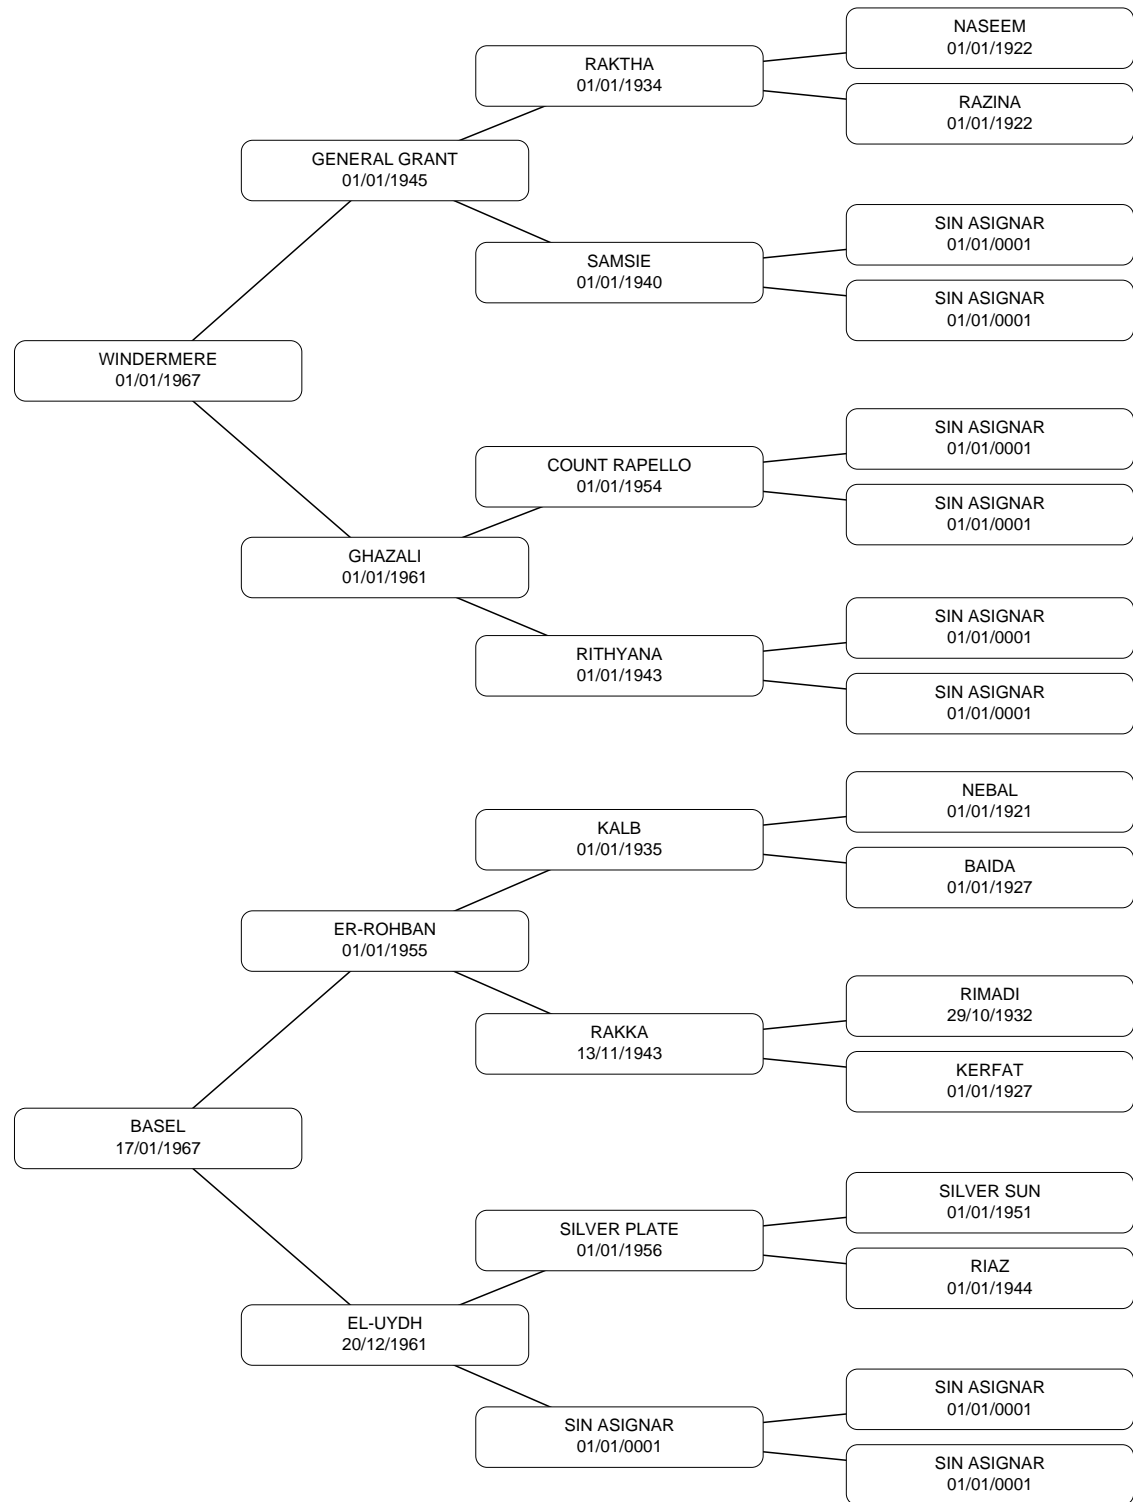 NASEEM
01/01/1922
RAKTHA
01/01/1934
RAZINA
01/01/1922
GENERAL GRANT
01/01/1945
SIN ASIGNAR
01/01/0001
SAMSIE
01/01/1940
SIN ASIGNAR
01/01/0001
WINDERMERE
01/01/1967
SIN ASIGNAR
01/01/0001
COUNT RAPELLO
01/01/1954
SIN ASIGNAR
01/01/0001
GHAZALI
01/01/1961
SIN ASIGNAR
01/01/0001
RITHYANA
01/01/1943
SIN ASIGNAR
01/01/0001
NEBAL
01/01/1921
KALB
01/01/1935
BAIDA
01/01/1927
ER-ROHBAN
01/01/1955
RIMADI
29/10/1932
RAKKA
13/11/1943
KERFAT
01/01/1927
BASEL
17/01/1967
SILVER SUN
01/01/1951
SILVER PLATE
01/01/1956
RIAZ
01/01/1944
EL-UYDH
20/12/1961
SIN ASIGNAR
01/01/0001
SIN ASIGNAR
01/01/0001
SIN ASIGNAR
01/01/0001